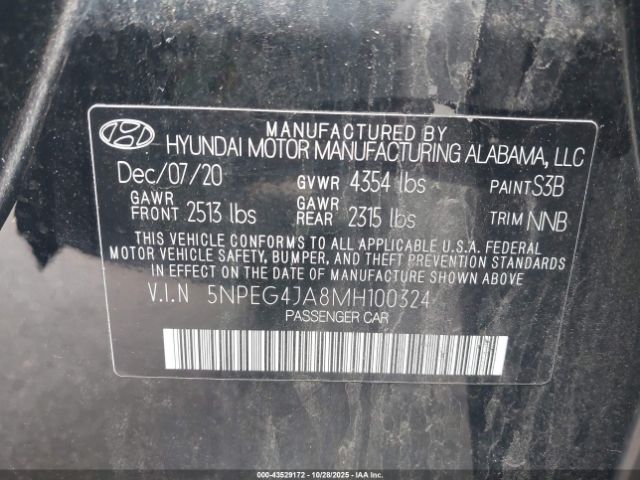 MANUFACTURED BY
HYUNDAI MOTOR MANUFACTURING ALABAMA, LLC
Dec/07/20 GVWR 4354 lbs PAINT S3B
GAWR FRONT 2513 lbs GAWR REAR 2315 lbs TRIM NNB
THIS VEHICLE CONFORMS TO ALL APPLICABLE U.S.A. FEDERAL
MOTOR VEHICLE SAFETY, BUMPER, AND THEFT PREVENTION STANDARDS
IN EFFECT ON THE DATE OF MANUFACTURE SHOWN ABOVE.
V.I.N 5NPEG4JA8MH100324
PASSENGER CAR
000-43529172 | 10/28/2025 | IAAI.COM